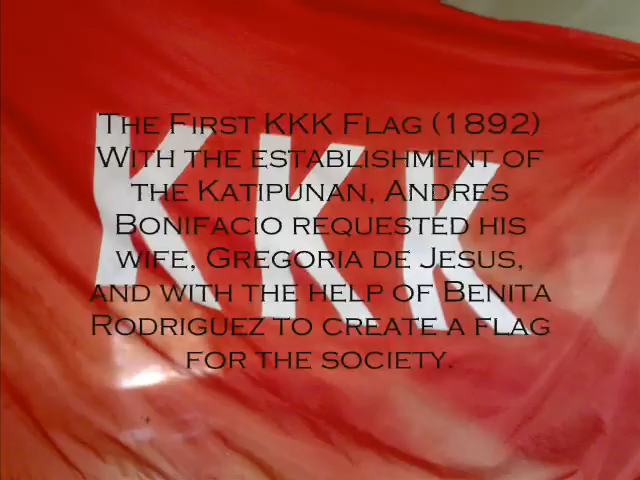 The First KKK Flag (1892)
With the establishment of
the Katipunan, Andres
Bonifacio requested his
wife, Gregoria de Jesus,
and with the help of Benita
Rodriguez to create a flag
for the society.
KKK